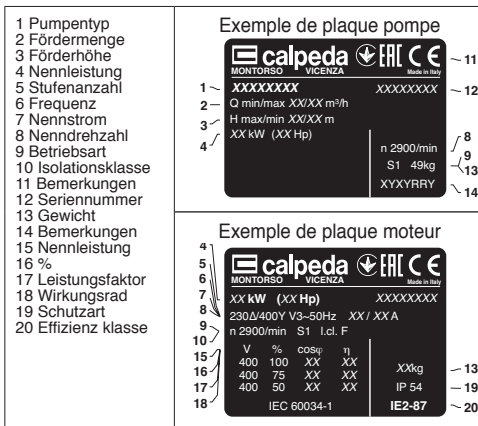 1 Pumpentyp
2 Fördermenge
3 Förderhöhe
4 Nennleistung
5 Stufenanzahl
6 Frequenz
7 Nennstrom
8 Nenndrehzahl
9 Betriebsart
10 Isolationsklasse
11 Bemerkungen
12 Seriennummer
13 Gewicht
14 Bemerkungen
15 Nennleistung
16 %
17 Leistungsfaktor
18 Wirkungsrad
19 Schutzart
20 Effizienz klasse
Exemple de plaque pompe
calpeda EAC CE 11
MONTORSO VICENZA Made in Italy
1 XXXXXXXX XXXXXXXX 12
2 Q min/max XX/XX m³/h
3 H max/min XX/XX m
4 XX kW (XX Hp)
n 2900/min 8
S1 49kg 9
13
XYXYRRY 14
Exemple de plaque moteur
calpeda EAC CE
MONTORSO VICENZA Made in Italy
4
5
6
7
8
9
10
15
16
17
18
XX kW (XX Hp) XXXXXXXX
230Δ/400Y V3~50Hz XX / XX A
n 2900/min S1 I.cl. F
V % cosφ η
400 100 XX XX
400 75 XX XX
400 50 XX XX
XXkg 13
IP 54 19
IEC 60034-1 IE2-87 20